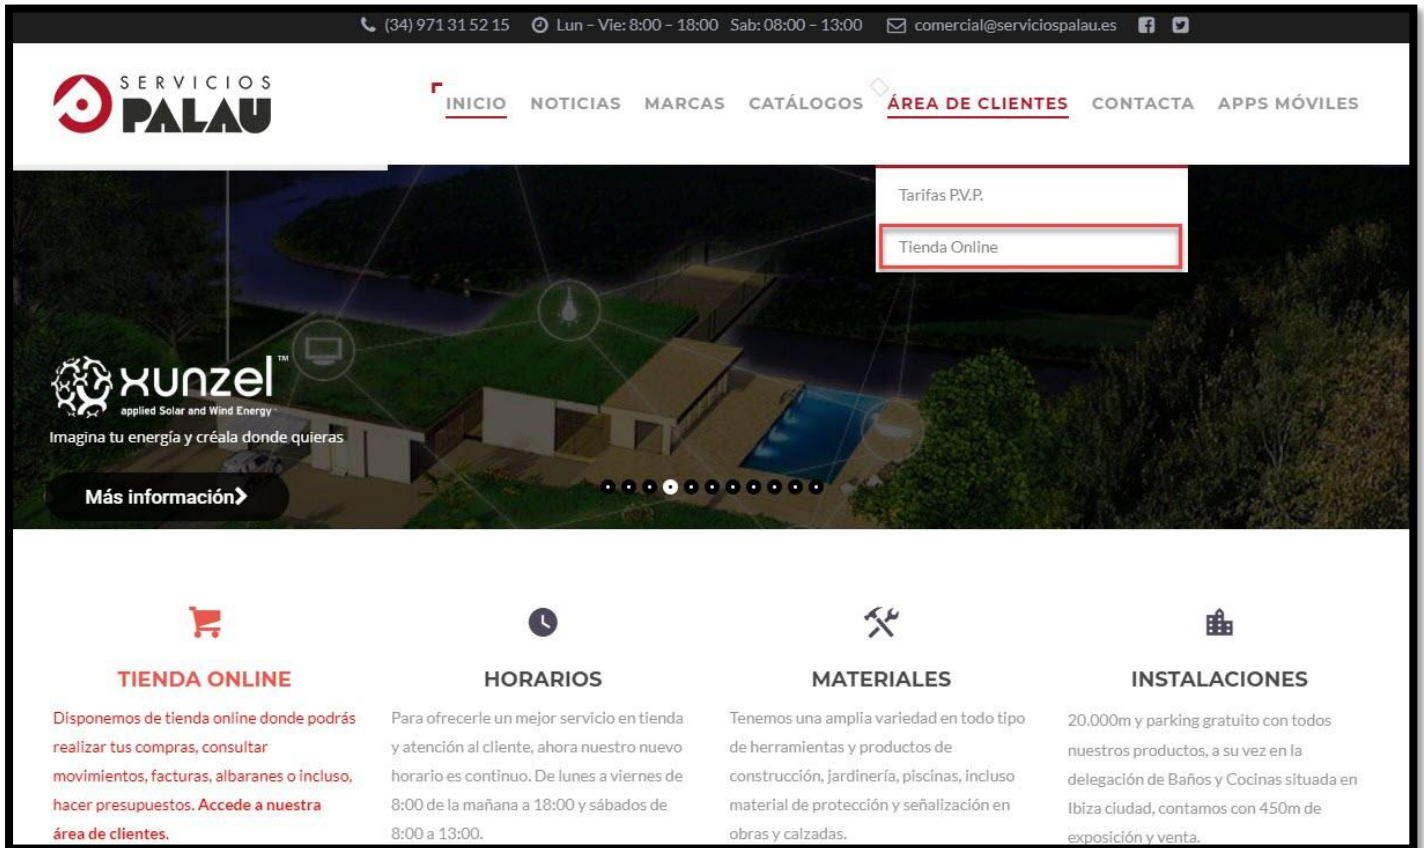 (34) 971 31 52 15 Lun – Vie: 8:00 – 18:00 Sab: 08:00 – 13:00 comercial@serviciospalau.es
SERVICIOS
PALAU
INICIO NOTICIAS MARCAS CATÁLOGOS ÁREA DE CLIENTES CONTACTA APPS MÓVILES
Tarifas P.V.P.
Tienda Online
xunzel™
applied Solar and Wind Energy
Imagina tu energía y créala donde quieras
Más información
TIENDA ONLINE
Disponemos de tienda online donde podrás
realizar tus compras, consultar
movimientos, facturas, albaranes o incluso,
hacer presupuestos. Accede a nuestra
área de clientes.
HORARIOS
Para ofrecerle un mejor servicio en tienda
y atención al cliente, ahora nuestro nuevo
horario es continuo. De lunes a viernes de
8:00 de la mañana a 18:00 y sábados de
8:00 a 13:00.
MATERIALES
Tenemos una amplia variedad en todo tipo
de herramientas y productos de
construcción, jardinería, piscinas, incluso
material de protección y señalización en
obras y calzadas.
INSTALACIONES
20.000m y parking gratuito con todos
nuestros productos, a su vez en la
delegación de Baños y Cocinas situada en
Ibiza ciudad, contamos con 450m de
exposición y venta.